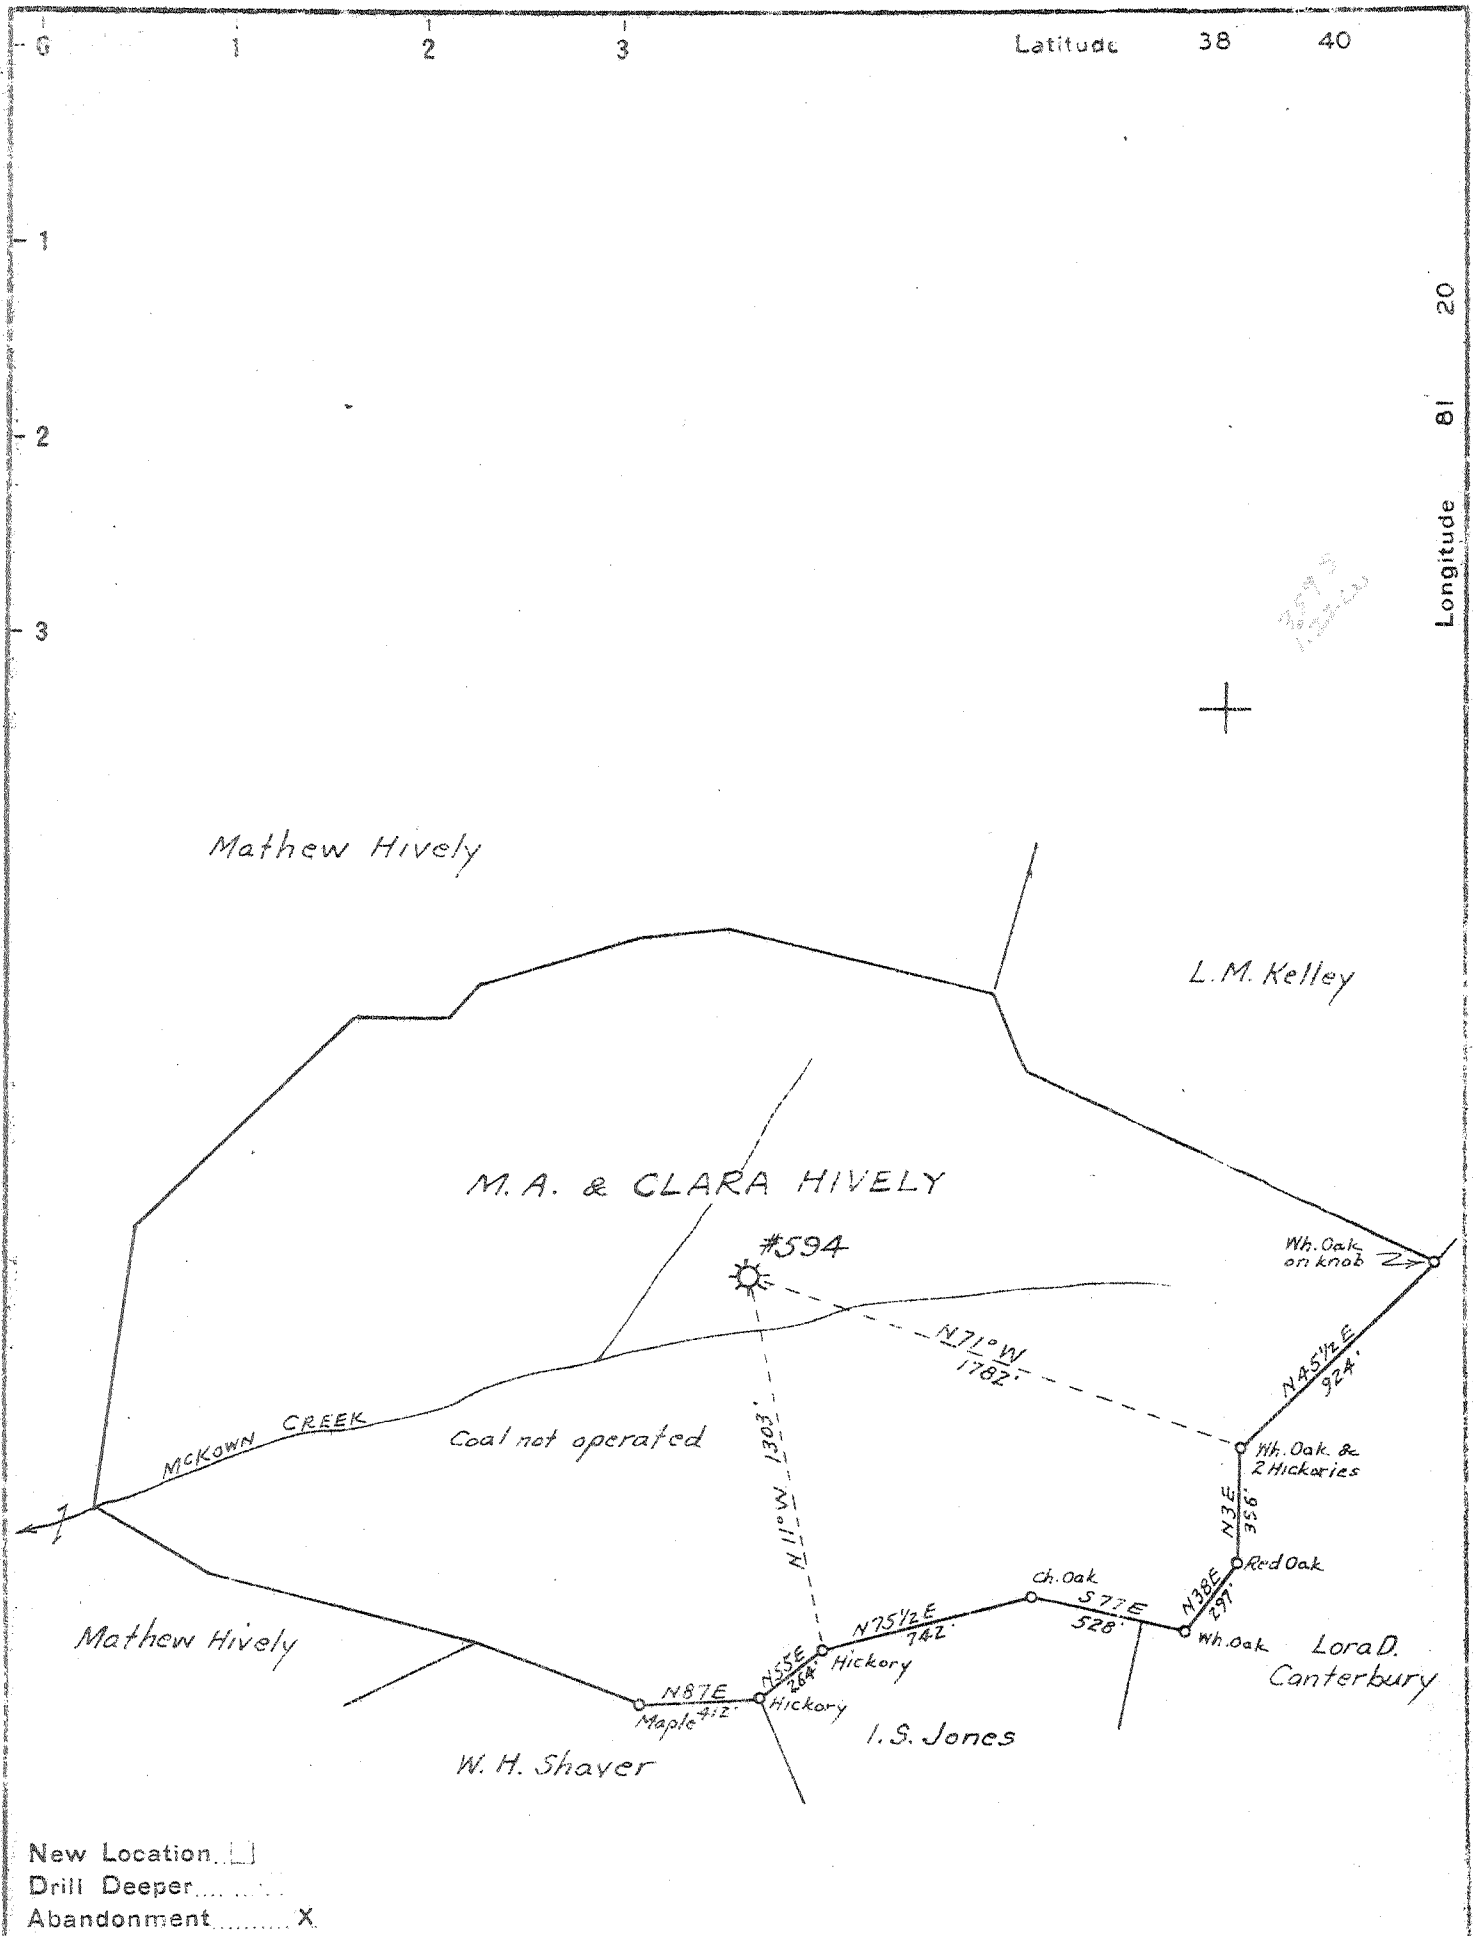 0 1 2 3 Latitude 38 40
1
2
3
Longitude 81 20
Mathew Hively
L.M. Kelley
M.A. & CLARA HIVELY
#594
Wh. Oak
on knob
N71°W
1782'
N45½E
924'
McKOWN CREEK
Coal not operated
N11°W 1303'
Wh. Oak &
2 Hickories
N3E
396'
Red Oak
N38E
297'
Ch. Oak
S77E
528'
Wh. Oak
N75½E
742'
Hickory
N55E
264'
Hickory
N87E
412'
Maple
Mathew Hively
Lora D.
Canterbury
I.S. Jones
W. H. Shaver
New Location
Drill Deeper
Abandonment X